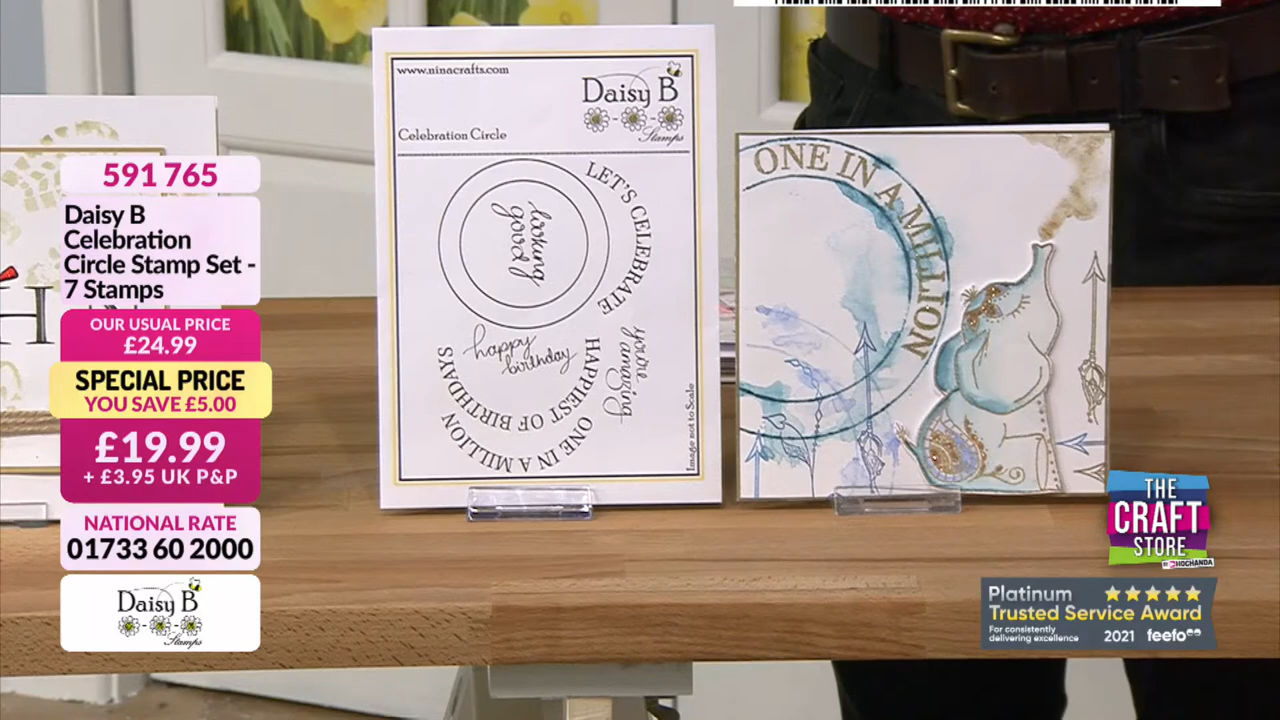 591 765
Daisy B
Celebration
Circle Stamp Set -
7 Stamps
OUR USUAL PRICE
£24.99
SPECIAL PRICE
YOU SAVE £5.00
£19.99
+ £3.95 UK P&P
NATIONAL RATE
01733 60 2000
Daisy B
Stamps
www.ninacrafts.com
Daisy B
Stamps
Celebration Circle
LET'S CELEBRATE
looking
good
happy
birthday
you're
amazing
HAPPIEST OF BIRTHDAYS
ONE IN A MILLION
Image not to Scale
ONE IN A MILLION
H
THE
CRAFT
STORE
BY HOCHANDA
Platinum
Trusted Service Award
For consistently
delivering excellence
2021 feefo